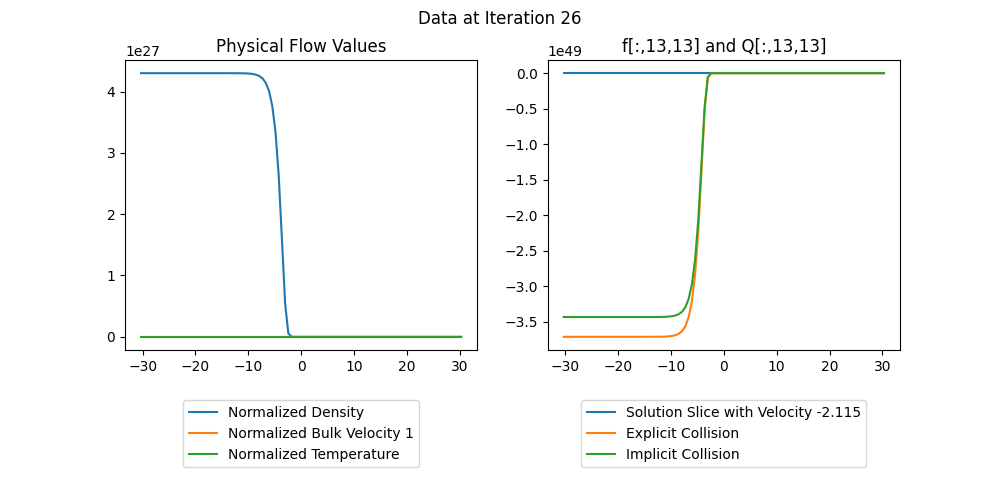 Data at Iteration 26
Physical Flow Values
1e27
4
3
2
1
0
−30
−20
−10
0
10
20
30
Normalized Density
Normalized Bulk Velocity 1
Normalized Temperature
f[:,13,13] and Q[:,13,13]
1e49
0.0
−0.5
−1.0
−1.5
−2.0
−2.5
−3.0
−3.5
−30
−20
−10
0
10
20
30
Solution Slice with Velocity -2.115
Explicit Collision
Implicit Collision